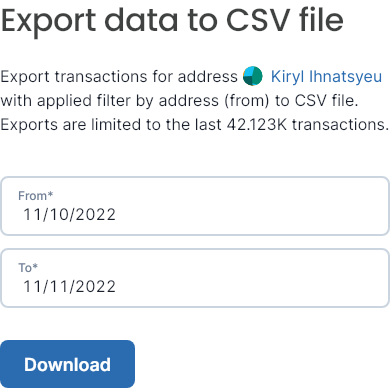 Export data to CSV file
Export transactions for address Kiryl Ihnatsyeu
with applied filter by address (from) to CSV file.
Exports are limited to the last 42.123K transactions.
From*
11/10/2022
To*
11/11/2022
Download